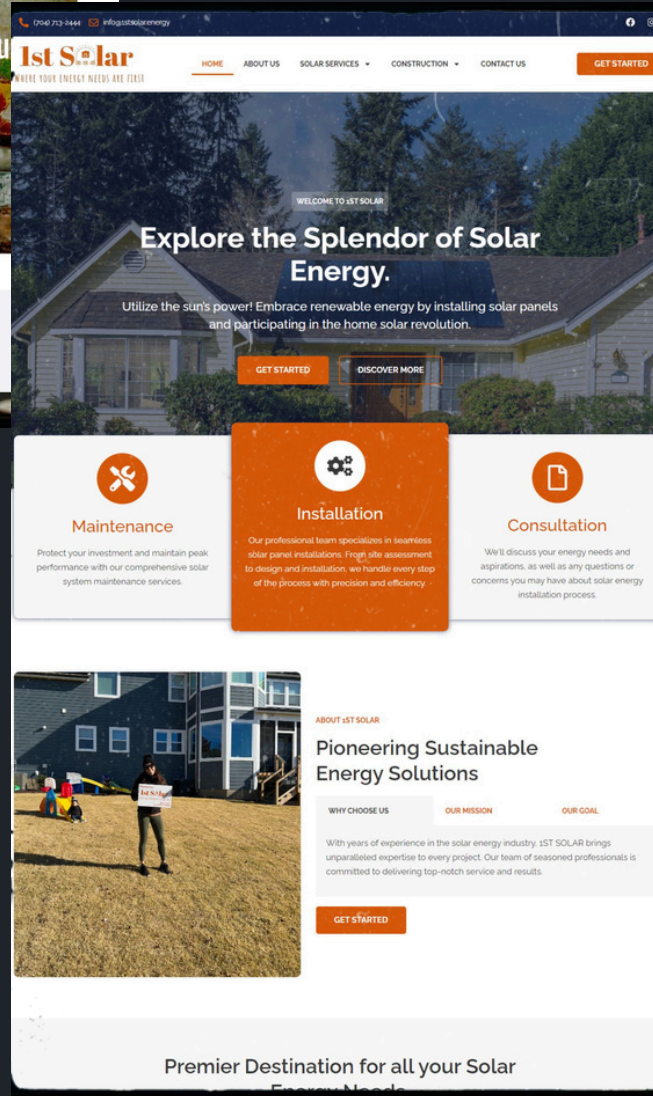 (704) 713-2444 info@1stsolar.energy
1st Solar
WHERE YOUR ENERGY NEEDS ARE FIRST
HOME ABOUT US SOLAR SERVICES CONSTRUCTION CONTACT US GET STARTED
WELCOME TO 1ST SOLAR
Explore the Splendor of Solar
Energy.
Utilize the sun's power! Embrace renewable energy by installing solar panels
and participating in the home solar revolution.
GET STARTED DISCOVER MORE
Maintenance
Protect your investment and maintain peak
performance with our comprehensive solar
system maintenance services.
Installation
Our professional team specializes in seamless
solar panel installations. From site assessment
to design and installation, we handle every step
of the process with precision and efficiency.
Consultation
We'll discuss your energy needs and
aspirations, as well as any questions or
concerns you may have about solar energy
installation process.
1st Solar
ABOUT 1ST SOLAR
Pioneering Sustainable
Energy Solutions
WHY CHOOSE US OUR MISSION OUR GOAL
With years of experience in the solar energy industry, 1ST SOLAR brings
unparalleled expertise to every project. Our team of seasoned professionals is
committed to delivering top-notch service and results.
GET STARTED
Premier Destination for all your Solar
Energy Needs